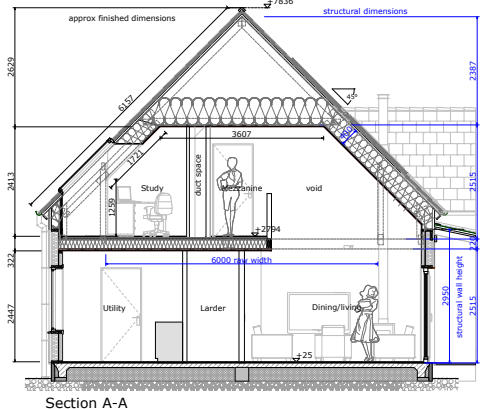 +7836
approx finished dimensions
structural dimensions
2629
2387
6157
45°
3607
1721
2413
2515
duct space
Study
Mezzanine
void
1259
+2794
322
6000 raw width
2950
structural wall height
2515
2447
Utility
Larder
Dining/living
+25
Section A-A